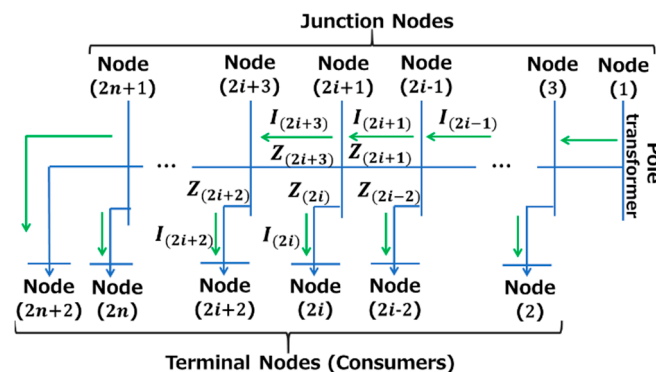 Junction Nodes
Node Node Node Node Node Node
(2n+1) (2i+3) (2i+1) (2i-1) (3) (1)
I(2i+3) I(2i+1) I(2i−1)
Z(2i+3) Z(2i+1)
Pole
transformer
... ...
Z(2i+2) Z(2i) Z(2i−2)
I(2i+2) I(2i)
Node Node Node Node Node Node
(2n+2) (2n) (2i+2) (2i) (2i-2) (2)
Terminal Nodes (Consumers)